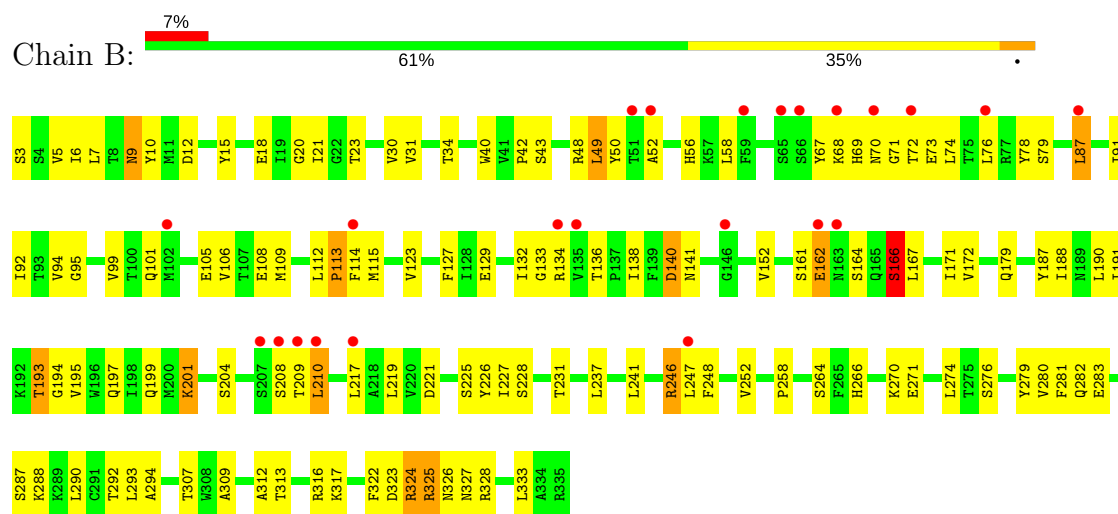 7%
Chain B:
61% 35% •
S3 S4 V5 I6 L7 T8 N9 Y10 M11 D12 Y15 E18 I19 G20 I21 G22 T23 V30 V31 T34 W40 V41 P42 S43 R48 L49 Y50 T51 A52 H56 K57 L58 F59 S65 S66 Y67 K68 H69 N70 G71 T72 E73 L74 T75 L76 R77 Y78 S79 L87 I91
I92 T93 V94 G95 V99 T100 Q101 M102 E105 V106 T107 E108 M109 L112 P113 F114 M115 V123 F127 I128 E129 I132 G133 R134 V135 T136 P137 I138 F139 D140 N141 G146 V152 S161 E162 N163 S164 Q165 S166 L167 I171 V172 Q179 Y187 I188 N189 L190 I191
K192 T193 G194 V195 W196 Q197 I198 Q199 M200 K201 S204 S207 S208 T209 L210 L217 A218 L219 V220 D221 S225 Y226 I227 S228 T231 L237 L241 R246 L247 F248 V252 P258 S264 F265 H266 K270 E271 L274 T275 S276 Y279 V280 F281 Q282 E283
S287 K288 K289 L290 C291 T292 L293 A294 T307 W308 A309 A312 T313 R316 K317 F322 D323 R324 R325 N326 N327 R328 L333 A334 R335